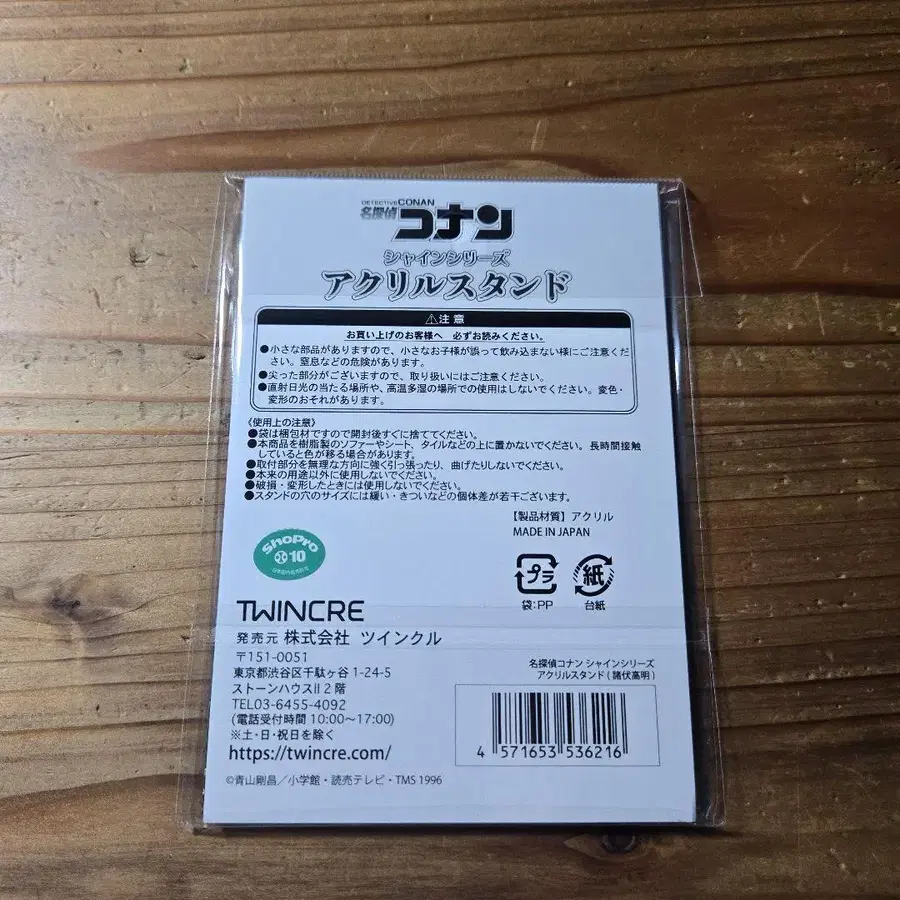 DETECTIVE CONAN
名探偵コナン
シャインシリーズ
アクリルスタンド
⚠注意
お買い上げのお客様へ 必ずお読みください。
●小さな部品がありますので、小さなお子様が誤って飲み込まない様にご注意くだ
さい。窒息などの危険があります。
●尖った部分がございますので、取り扱いにはご注意ください。
●直射日光の当たる場所や、高温多湿の場所での使用はしないでください。変色・
変形のおそれがあります。
〈使用上の注意〉
●袋は梱包材ですので開封後すぐに捨ててください。
●本商品を樹脂製のソファーやシート、タイルなどの上に置かないでください。長時間接触
していると色が移る場合があります。
●取付部分を無理な方向に強く引っ張ったり、曲げたりしないでください。
●本来の用途以外に使用しないでください。
●破損・変形したときには使用しないでください。
●スタンドの穴のサイズには緩い・きついなどの個体差が若干ございます。
【製品材質】アクリル
MADE IN JAPAN
ShoPro
10
プラ
紙
袋:PP
台紙
TWINCRE
発売元 株式会社 ツインクル
〒151-0051
東京都渋谷区千駄ヶ谷 1-24-5
ストーンハウスII 2階
TEL03-6455-4092
(電話受付時間 10:00～17:00)
※土・日・祝日を除く
https://twincre.com/
名探偵コナン シャインシリーズ
アクリルスタンド(諸伏高明)
4 571653 536216
©青山剛昌／小学館・読売テレビ・TMS 1996